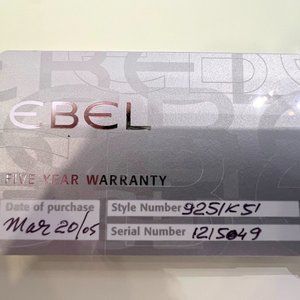 EBEL
FIVE YEAR WARRANTY
Date of purchase
Mar 20/05
Style Number 9251K51
Serial Number 1215049